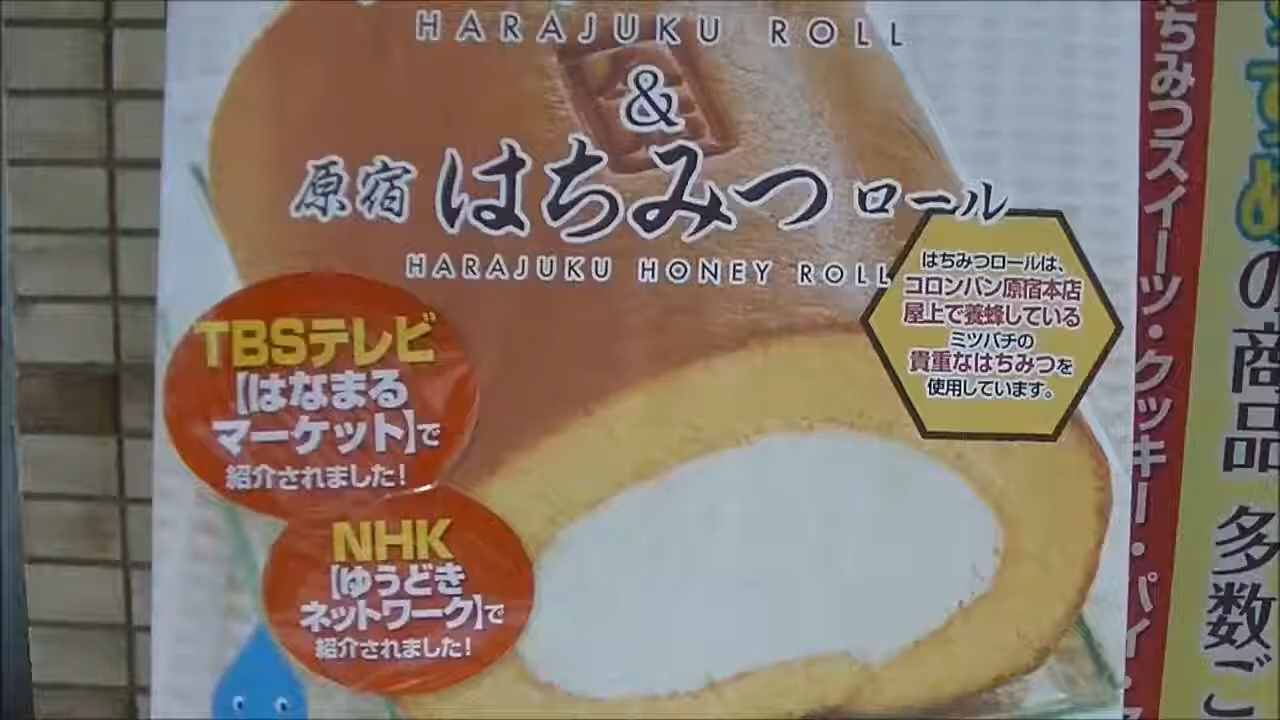 HARAJUKU ROLL
&
原宿 はちみつ ロール
HARAJUKU HONEY ROLL
はちみつロールは、
コロンバン原宿本店
屋上で養蜂している
ミツバチの
貴重なはちみつを
使用しています。
TBSテレビ
【はなまる
マーケット】で
紹介されました!
NHK
【ゆうどき
ネットワーク】で
紹介されました!
はちみつスイーツ・クッキー・パイ・
の商品 多数ご